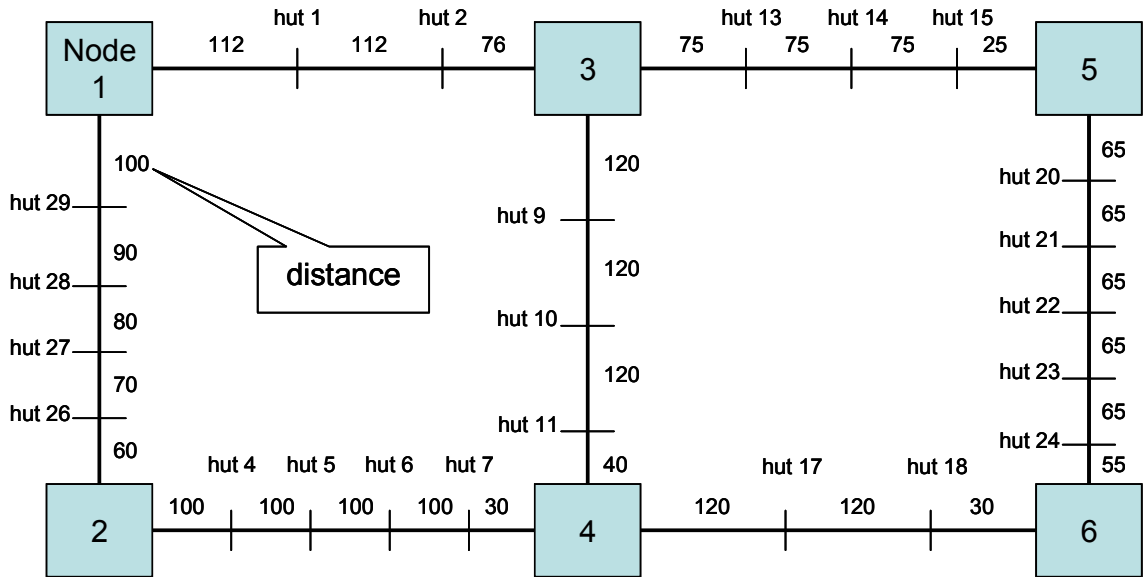 hut 1 hut 2 hut 13 hut 14 hut 15
Node 1
112 112 76
3
75 75 75 25
5
100
120
65
hut 29
hut 9
hut 20
90
distance
65
hut 28
120
hut 21
80
hut 10
65
hut 27
hut 22
70
120
65
hut 26
hut 11
hut 23
60
65
hut 24
hut 4 hut 5 hut 6 hut 7
40
hut 17 hut 18
55
2
100 100 100 100 30
4
120 120 30
6